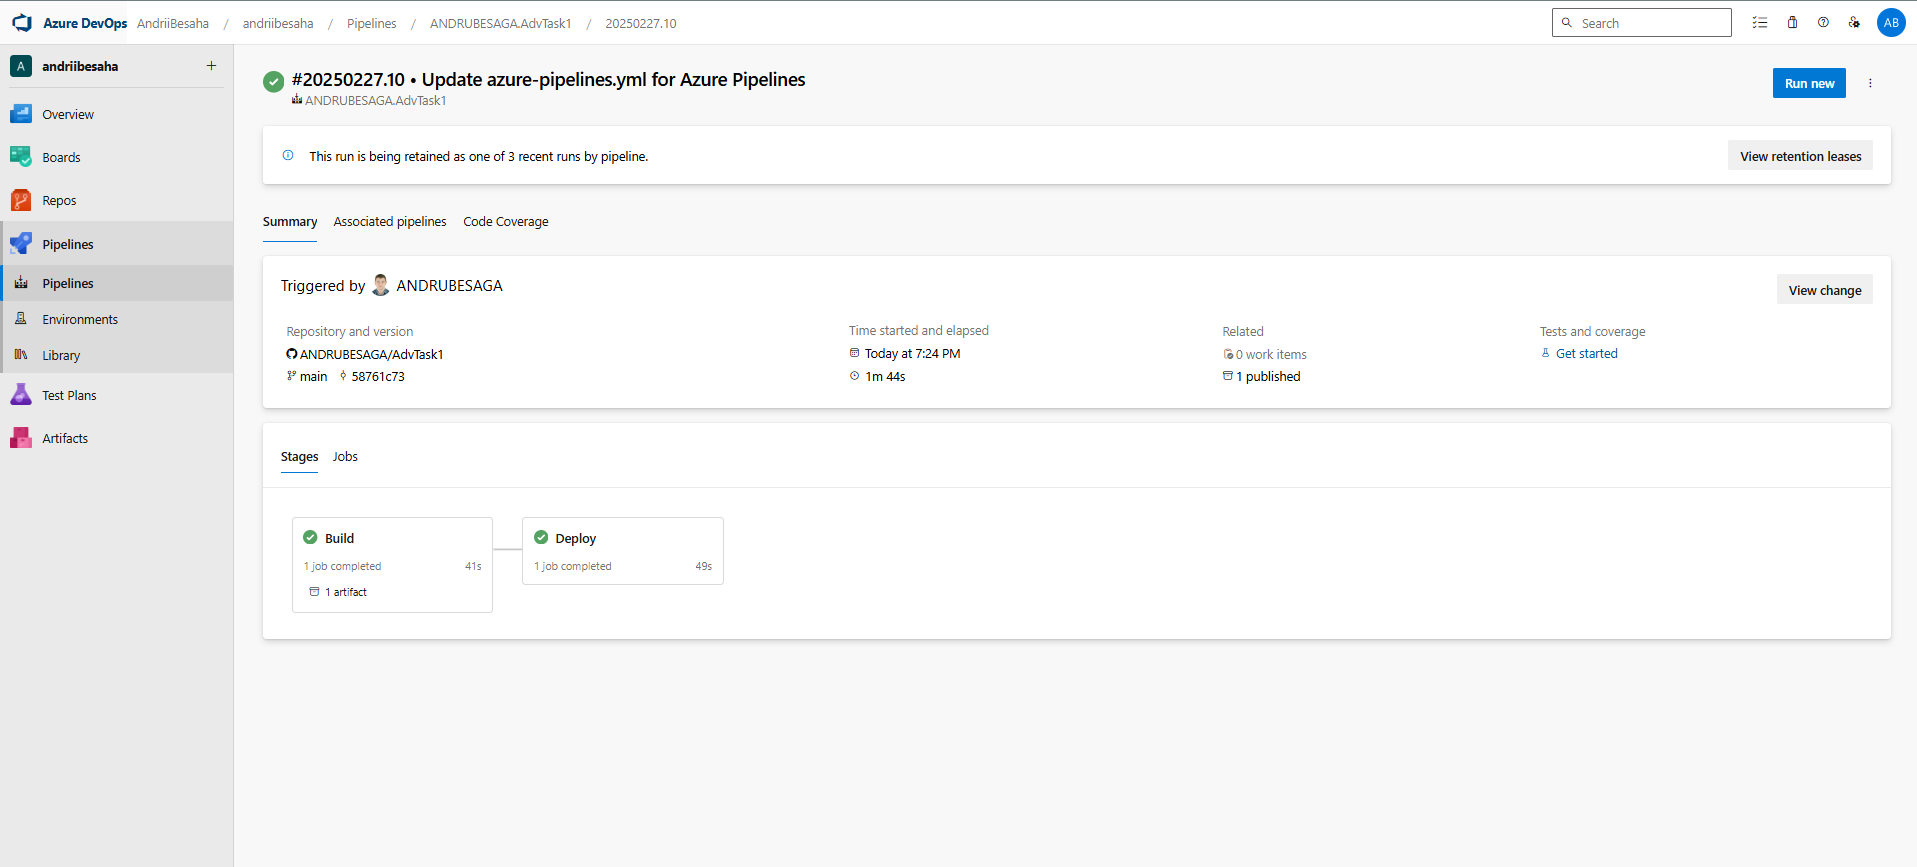 Azure DevOps AndriiBesaha / andriibesaha / Pipelines / ANDRUBESAGA.AdvTask1 / 20250227.10
Search
AB
A andriibesaha +
Overview
Boards
Repos
Pipelines
Pipelines
Environments
Library
Test Plans
Artifacts
#20250227.10 • Update azure-pipelines.yml for Azure Pipelines
ANDRUBESAGA.AdvTask1
Run new
This run is being retained as one of 3 recent runs by pipeline.
View retention leases
Summary Associated pipelines Code Coverage
Triggered by ANDRUBESAGA
View change
Repository and version
ANDRUBESAGA/AdvTask1
main 58761c73
Time started and elapsed
Today at 7:24 PM
1m 44s
Related
0 work items
1 published
Tests and coverage
Get started
Stages Jobs
Build
1 job completed 41s
1 artifact
Deploy
1 job completed 49s